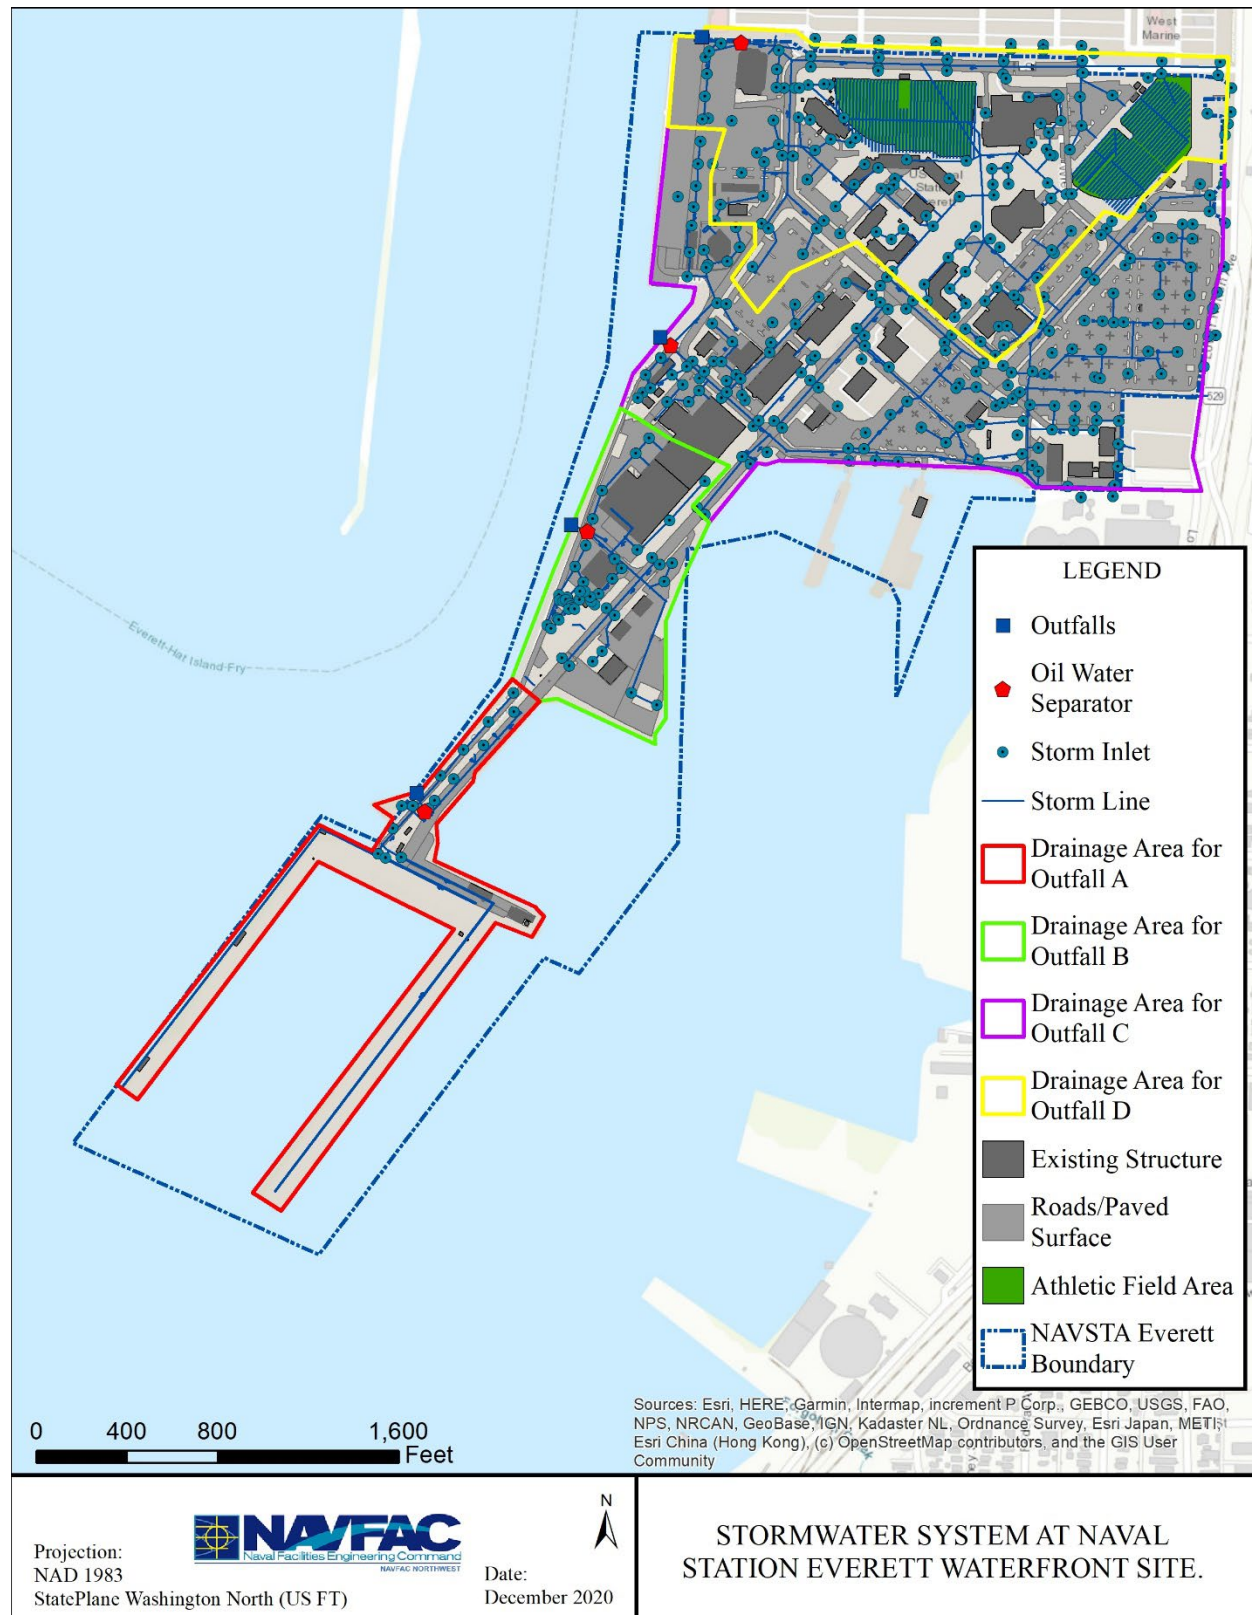 West
Marine
US Naval
Station
Everett
529
Everett-Hat Island Fry
LEGEND
Outfalls
Oil Water
Separator
Storm Inlet
Storm Line
Drainage Area for
Outfall A
Drainage Area for
Outfall B
Drainage Area for
Outfall C
Drainage Area for
Outfall D
Existing Structure
Roads/Paved
Surface
Athletic Field Area
NAVSTA Everett
Boundary
Sources: Esri, HERE, Garmin, Intermap, increment P Corp., GEBCO, USGS, FAO,
NPS, NRCAN, GeoBase, IGN, Kadaster NL, Ordnance Survey, Esri Japan, METI,
Esri China (Hong Kong), (c) OpenStreetMap contributors, and the GIS User
Community
0 400 800 1,600
Feet
Projection:
NAD 1983
StatePlane Washington North (US FT)
NAVFAC
Naval Facilities Engineering Command
NAVFAC NORTHWEST
N
Date:
December 2020
STORMWATER SYSTEM AT NAVAL
STATION EVERETT WATERFRONT SITE.